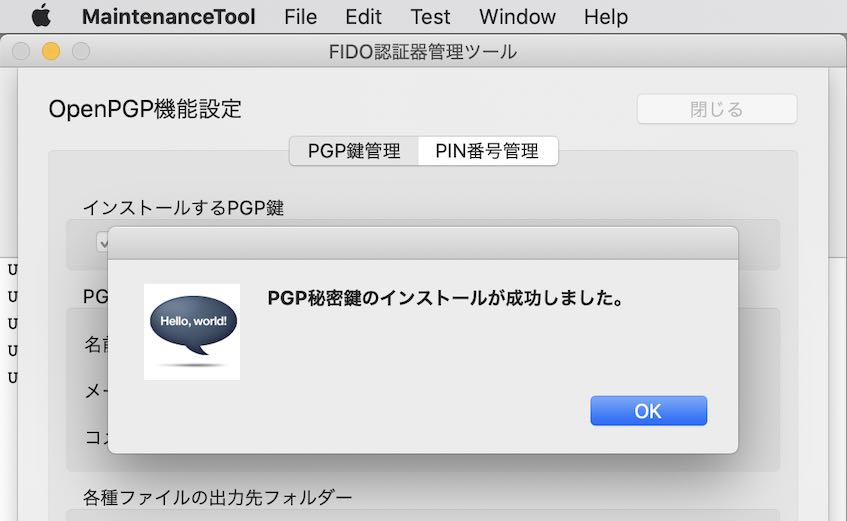 MaintenanceTool File Edit Test Window Help
FIDO認証器管理ツール
OpenPGP機能設定
閉じる
PGP鍵管理 PIN番号管理
インストールするPGP鍵
PGP秘密鍵のインストールが成功しました。
Hello, world!
OK
U
U
U
U
U
PG
名前
メー
コメ
各種ファイルの出力先フォルダー